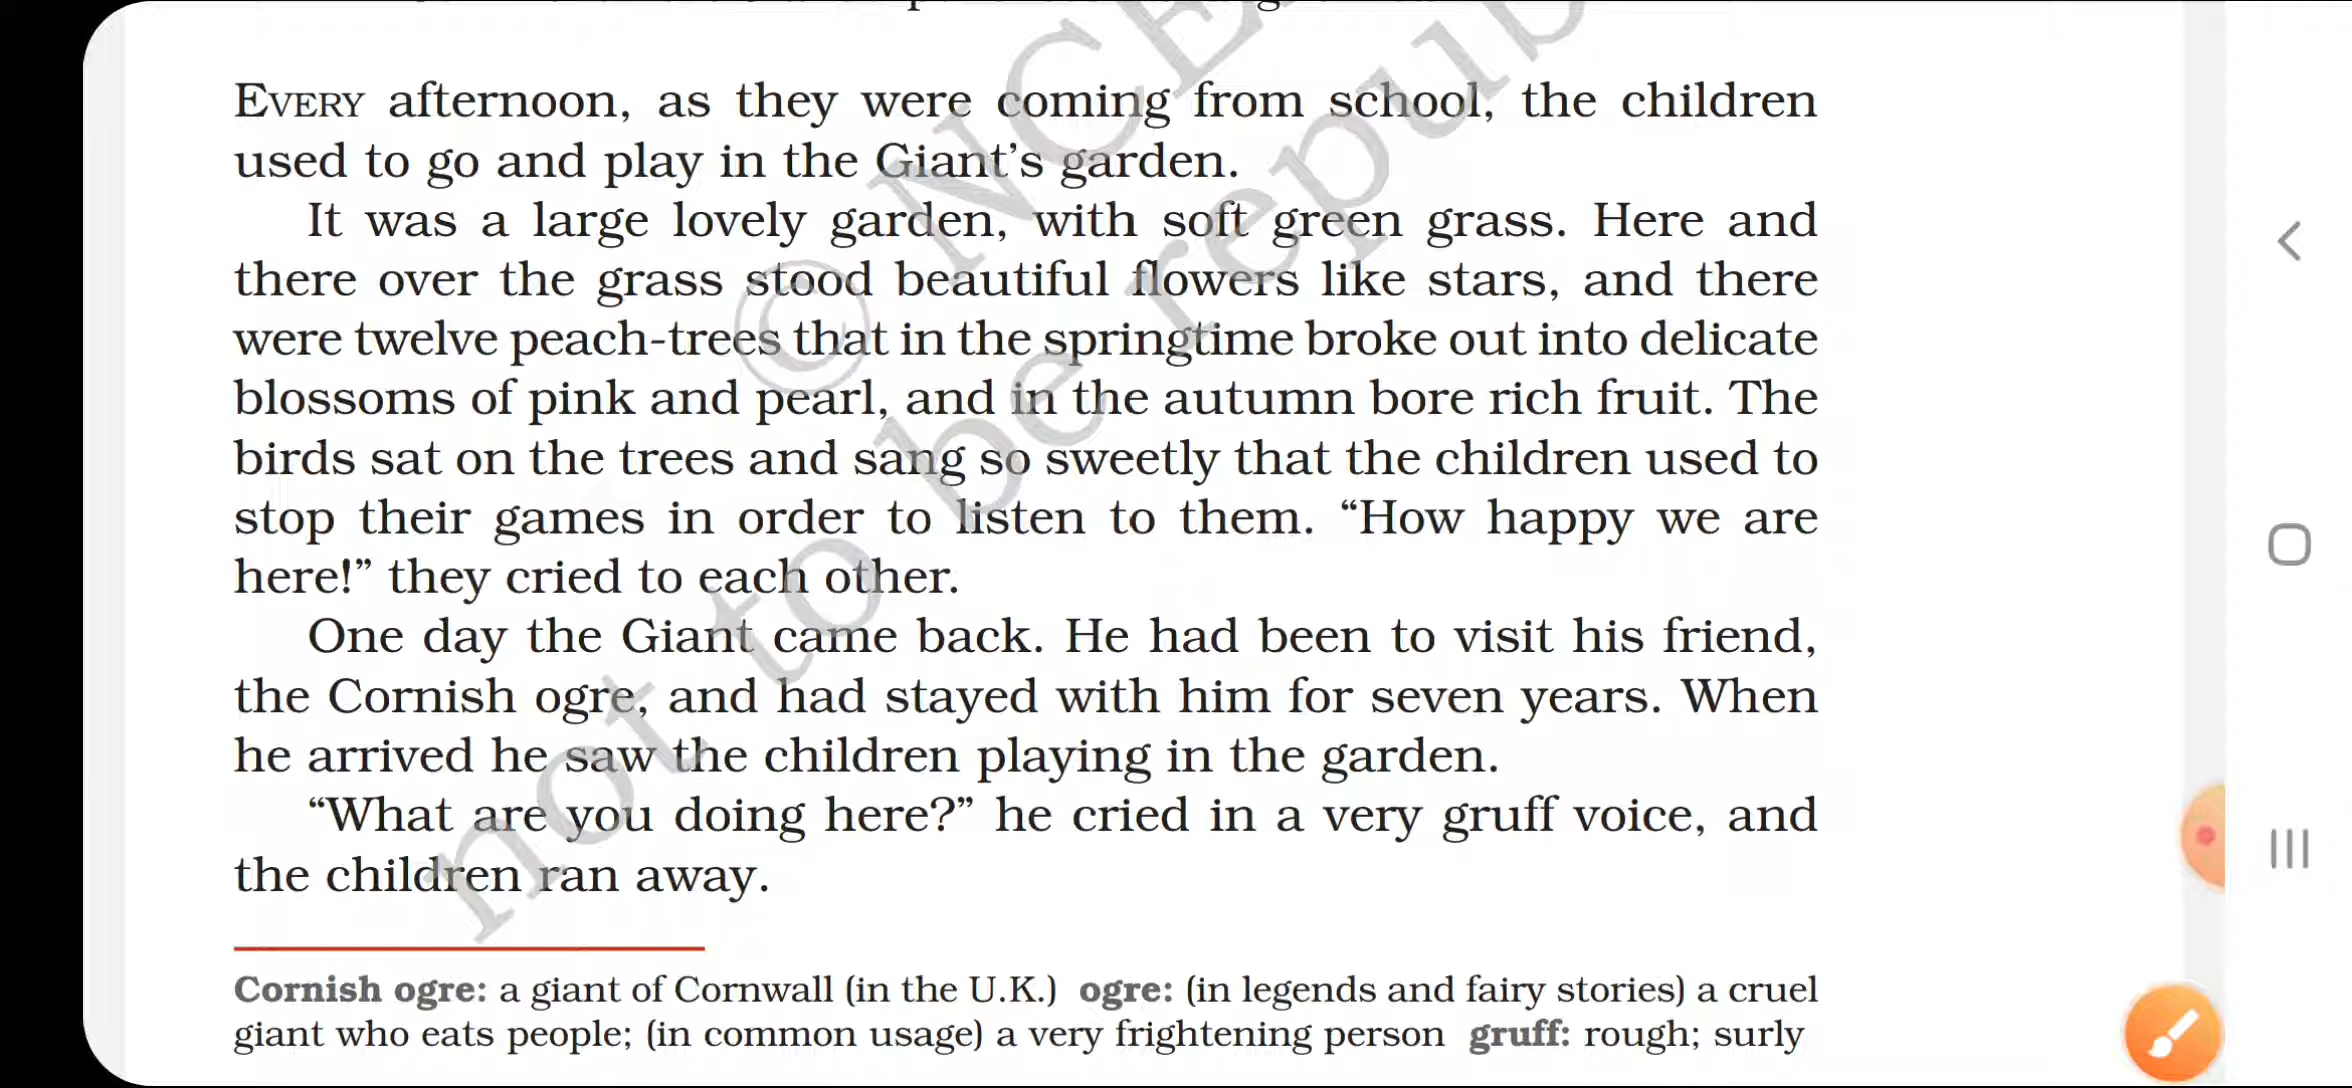 EVERY afternoon, as they were coming from school, the children
used to go and play in the Giant's garden.
It was a large lovely garden, with soft green grass. Here and
there over the grass stood beautiful flowers like stars, and there
were twelve peach-trees that in the springtime broke out into delicate
blossoms of pink and pearl, and in the autumn bore rich fruit. The
birds sat on the trees and sang so sweetly that the children used to
stop their games in order to listen to them. “How happy we are
here!” they cried to each other.
One day the Giant came back. He had been to visit his friend,
the Cornish ogre, and had stayed with him for seven years. When
he arrived he saw the children playing in the garden.
“What are you doing here?” he cried in a very gruff voice, and
the children ran away.
Cornish ogre: a giant of Cornwall (in the U.K.) ogre: (in legends and fairy stories) a cruel
giant who eats people; (in common usage) a very frightening person gruff: rough; surly
© NCE
not to be repub